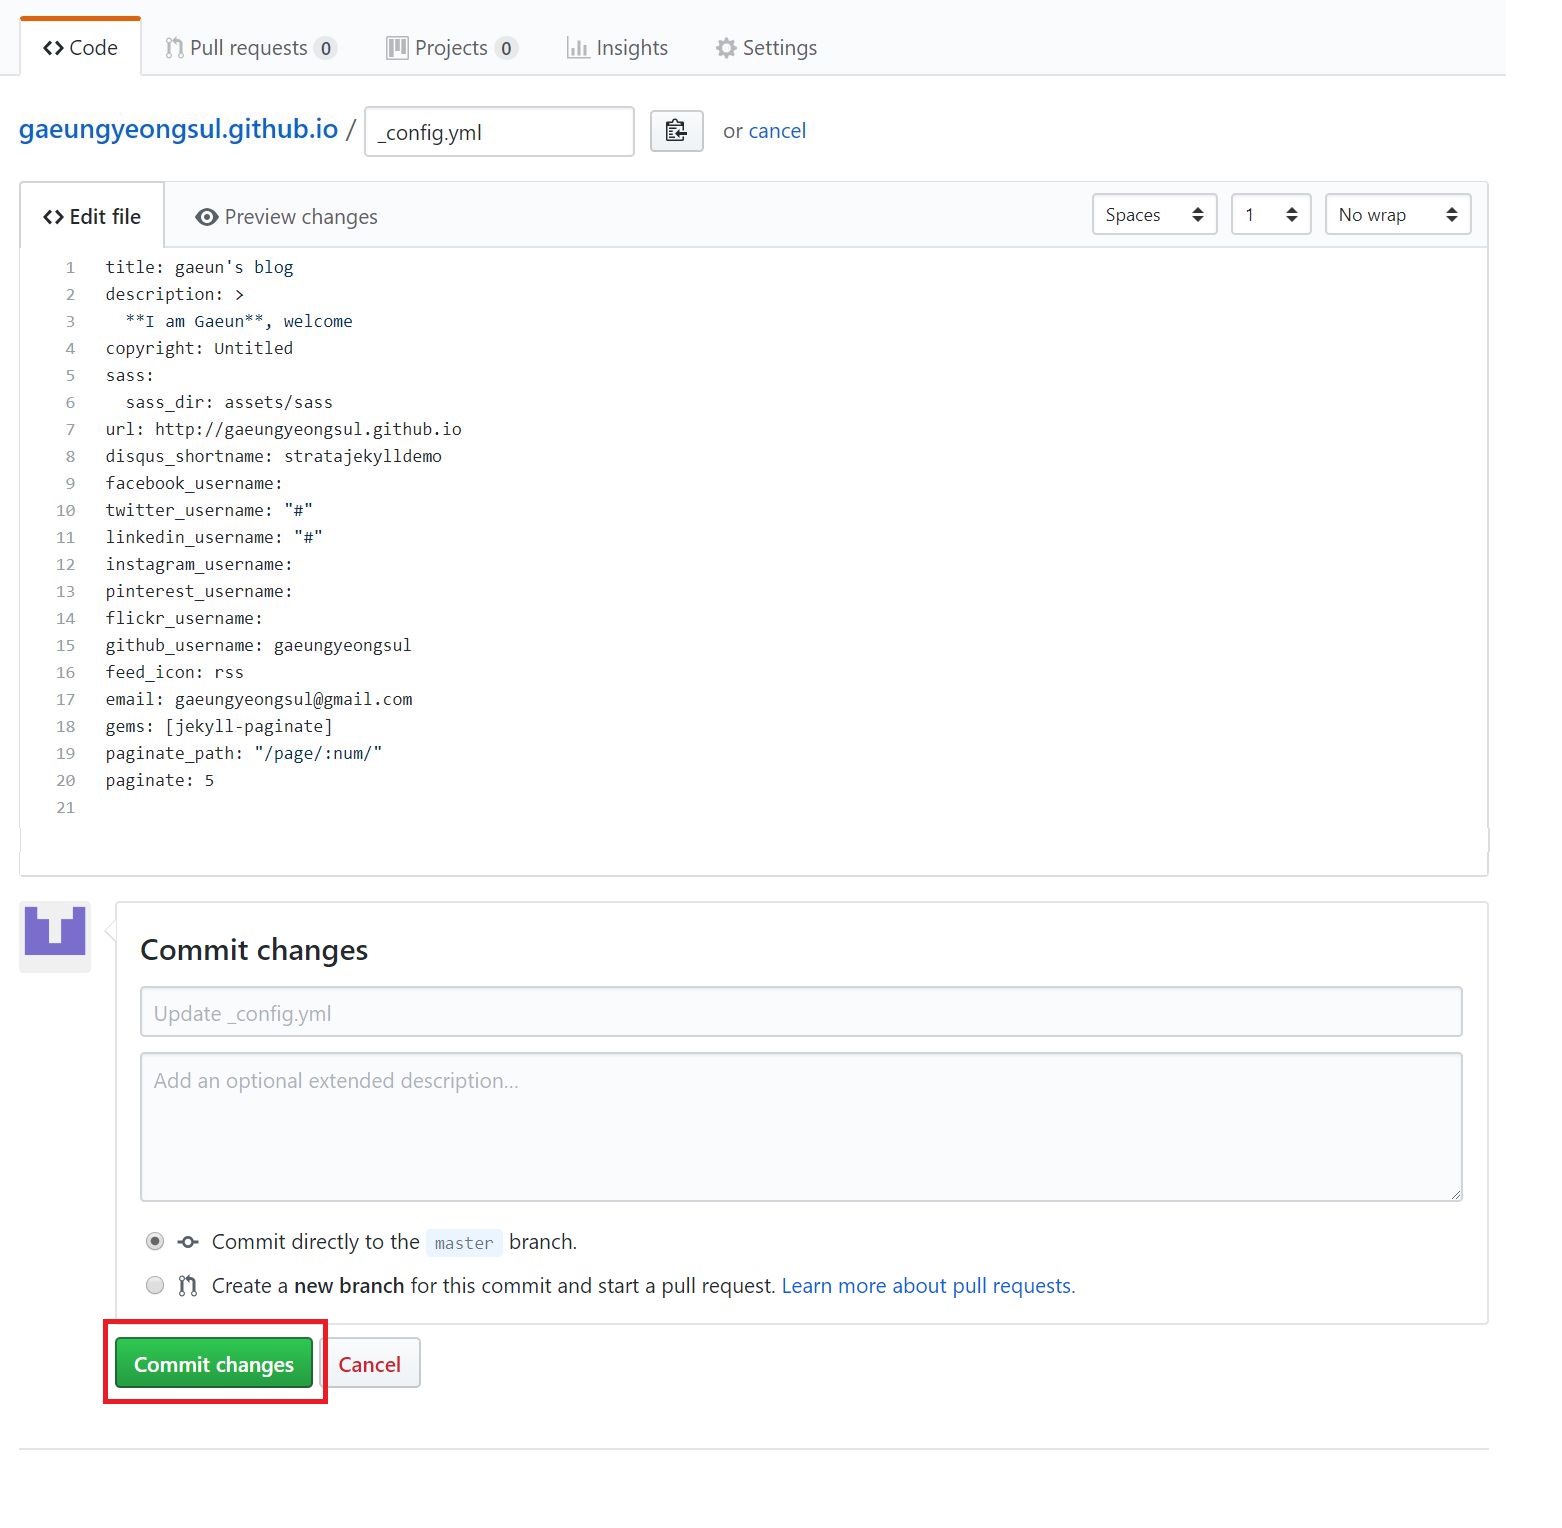 Code Pull requests 0 Projects 0 Insights Settings
gaeungyeongsul.github.io / _config.yml or cancel
Edit file Preview changes Spaces 1 No wrap
1 title: gaeun's blog
2 description: >
3 **I am Gaeun**, welcome
4 copyright: Untitled
5 sass:
6 sass_dir: assets/sass
7 url: http://gaeungyeongsul.github.io
8 disqus_shortname: stratajekylldemo
9 facebook_username:
10 twitter_username: "#"
11 linkedin_username: "#"
12 instagram_username:
13 pinterest_username:
14 flickr_username:
15 github_username: gaeungyeongsul
16 feed_icon: rss
17 email: gaeungyeongsul@gmail.com
18 gems: [jekyll-paginate]
19 paginate_path: "/page/:num/"
20 paginate: 5
21
Commit changes
Update _config.yml
Add an optional extended description...
Commit directly to the master branch.
Create a new branch for this commit and start a pull request. Learn more about pull requests.
Commit changes Cancel